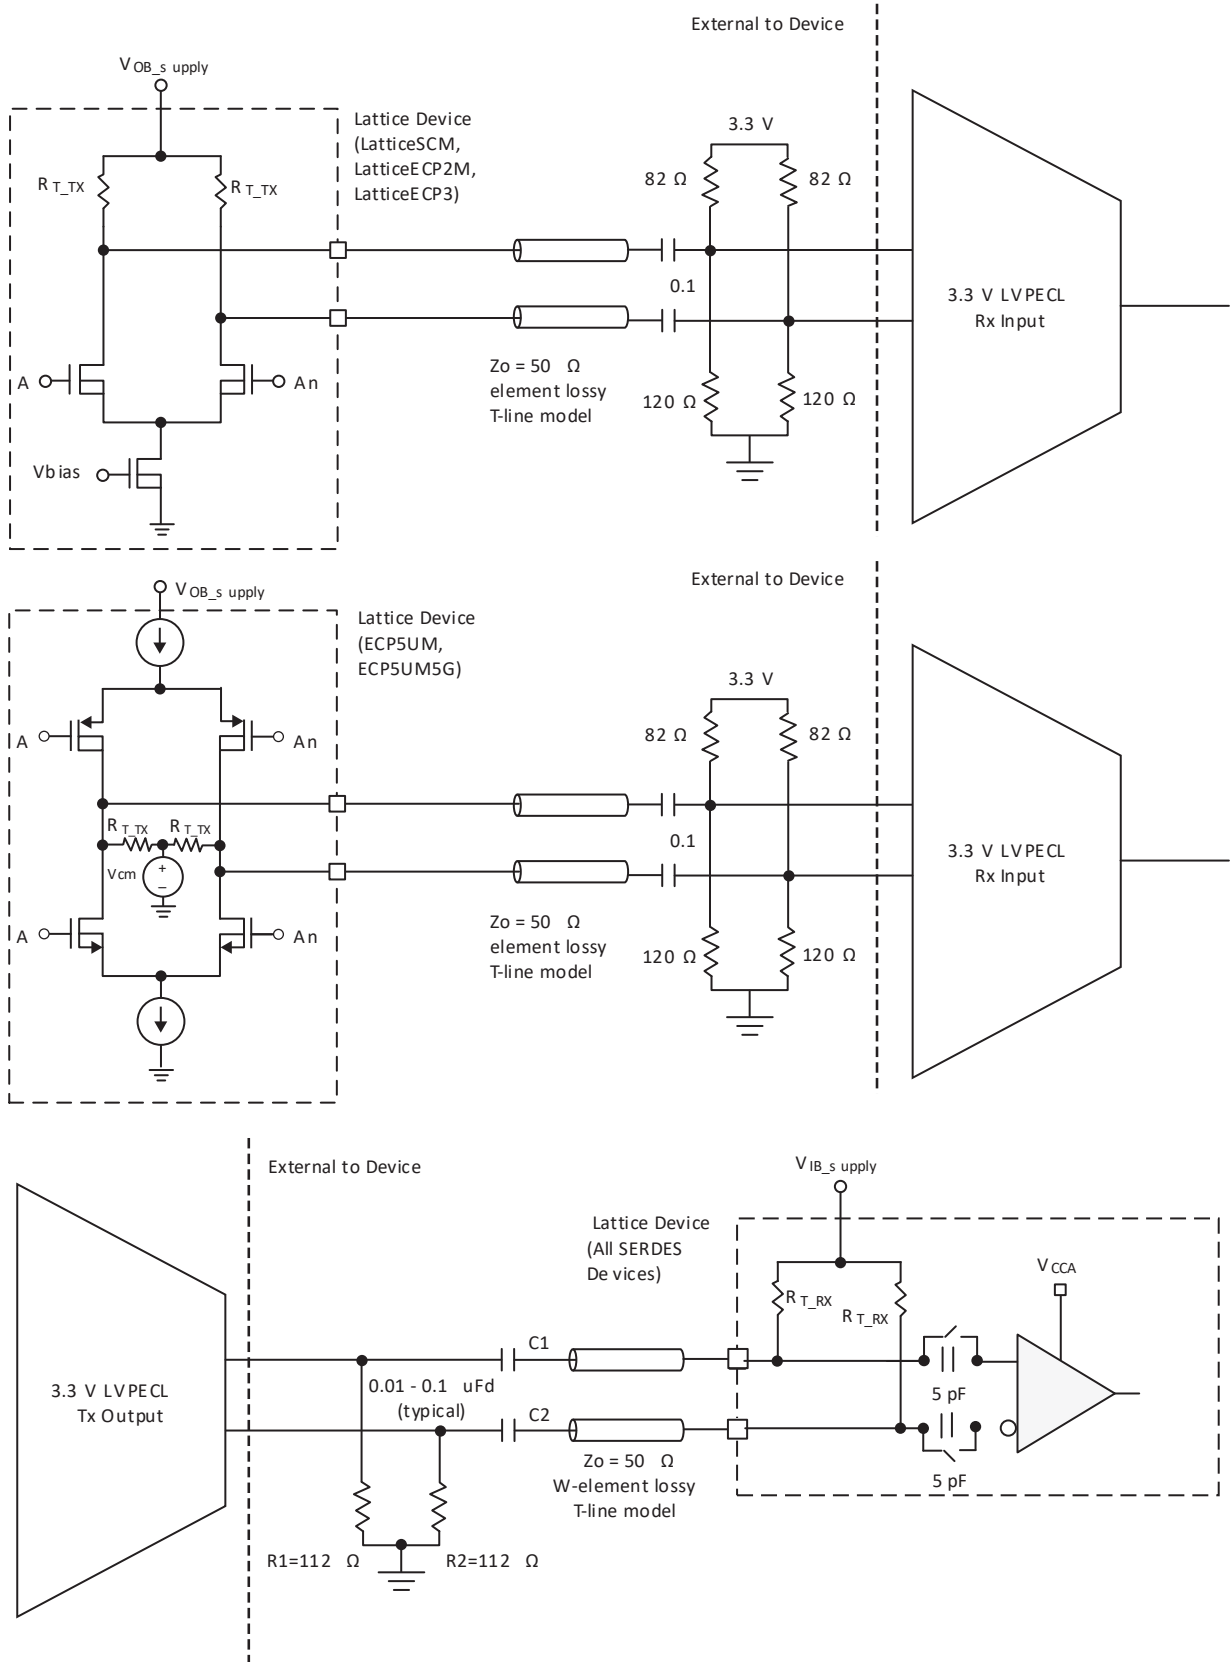 External to Device
V OB_s upply
Lattice Device
(LatticeSCM,
LatticeECP2M,
LatticeECP3)
3.3 V
R T_TX
R T_TX
82 Ω
82 Ω
0.1
3.3 V LVPECL
Rx Input
A
An
Zo = 50 Ω
element lossy
T-line model
120 Ω
120 Ω
Vbias
External to Device
V OB_s upply
Lattice Device
(ECP5UM,
ECP5UM5G)
3.3 V
A
An
82 Ω
82 Ω
R T_TX
R T_TX
0.1
3.3 V LVPECL
Rx Input
Vcm
+
−
A
An
Zo = 50 Ω
element lossy
T-line model
120 Ω
120 Ω
External to Device
V IB_s upply
Lattice Device
(All SERDES
De vices)
V CCA
R T_RX
R T_RX
C1
3.3 V LVPECL
Tx Output
0.01 - 0.1 uFd
(typical)
5 pF
C2
Zo = 50 Ω
W-element lossy
T-line model
5 pF
R1=112 Ω
R2=112 Ω